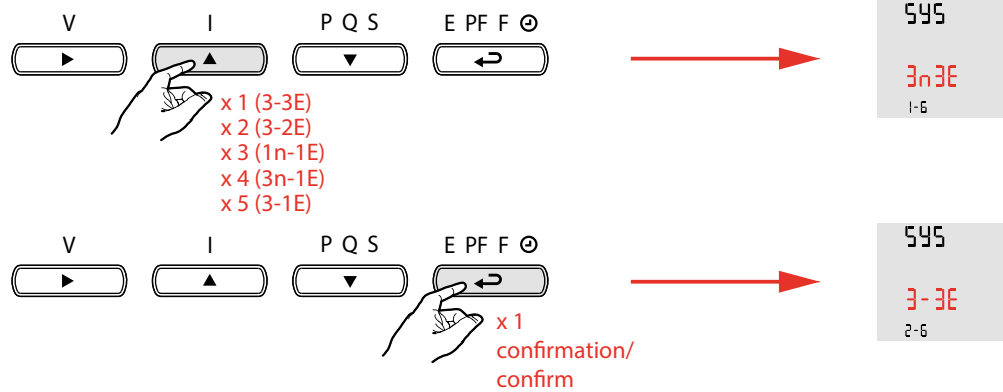 V I P Q S E PF F
SYS
3n3E
1-6
x 1 (3-3E)
x 2 (3-2E)
x 3 (1n-1E)
x 4 (3n-1E)
x 5 (3-1E)
V I P Q S E PF F
SYS
3-3E
2-6
x 1
confirmation/
confirm